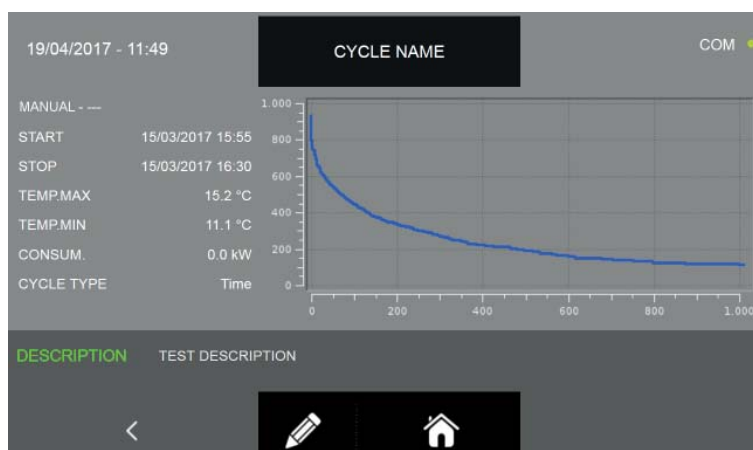 19/04/2017 - 11:49
CYCLE NAME
COM
MANUAL - ---
START 15/03/2017 15:55
STOP 15/03/2017 16:30
TEMP.MAX 15.2 °C
TEMP.MIN 11.1 °C
CONSUM. 0.0 kW
CYCLE TYPE Time
1.000
800
600
400
200
0
0 200 400 600 800 1.000
DESCRIPTION TEST DESCRIPTION